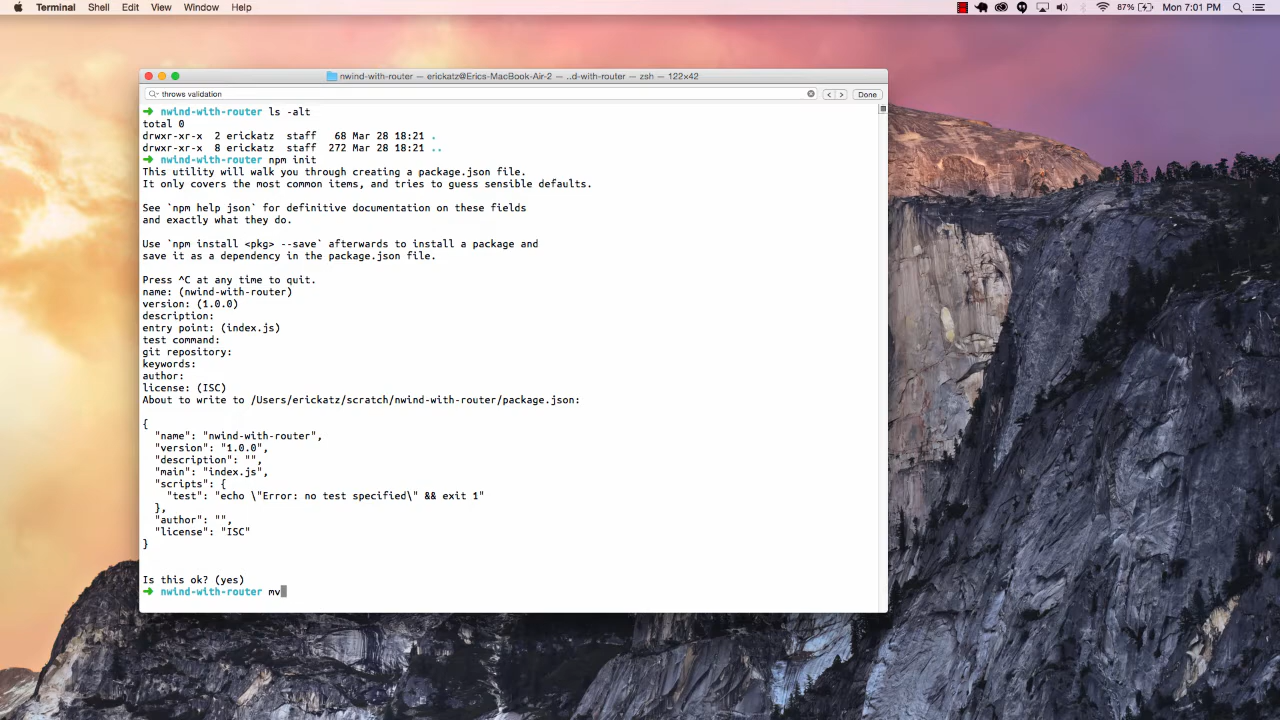 Terminal Shell Edit View Window Help 87% Mon 7:01 PM
nwind-with-router — erickatz@Erics-MacBook-Air-2 — ..d-with-router — zsh — 122x42
throws validation Done
nwind-with-router ls -alt
total 0
drwxr-xr-x 2 erickatz staff 68 Mar 28 18:21 .
drwxr-xr-x 8 erickatz staff 272 Mar 28 18:21 ..
nwind-with-router npm init
This utility will walk you through creating a package.json file.
It only covers the most common items, and tries to guess sensible defaults.
See `npm help json` for definitive documentation on these fields
and exactly what they do.
Use `npm install <pkg> --save` afterwards to install a package and
save it as a dependency in the package.json file.
Press ^C at any time to quit.
name: (nwind-with-router)
version: (1.0.0)
description:
entry point: (index.js)
test command:
git repository:
keywords:
author:
license: (ISC)
About to write to /Users/erickatz/scratch/nwind-with-router/package.json:
{
"name": "nwind-with-router",
"version": "1.0.0",
"description": "",
"main": "index.js",
"scripts": {
"test": "echo \"Error: no test specified\" && exit 1"
},
"author": "",
"license": "ISC"
}
Is this ok? (yes)
nwind-with-router mv